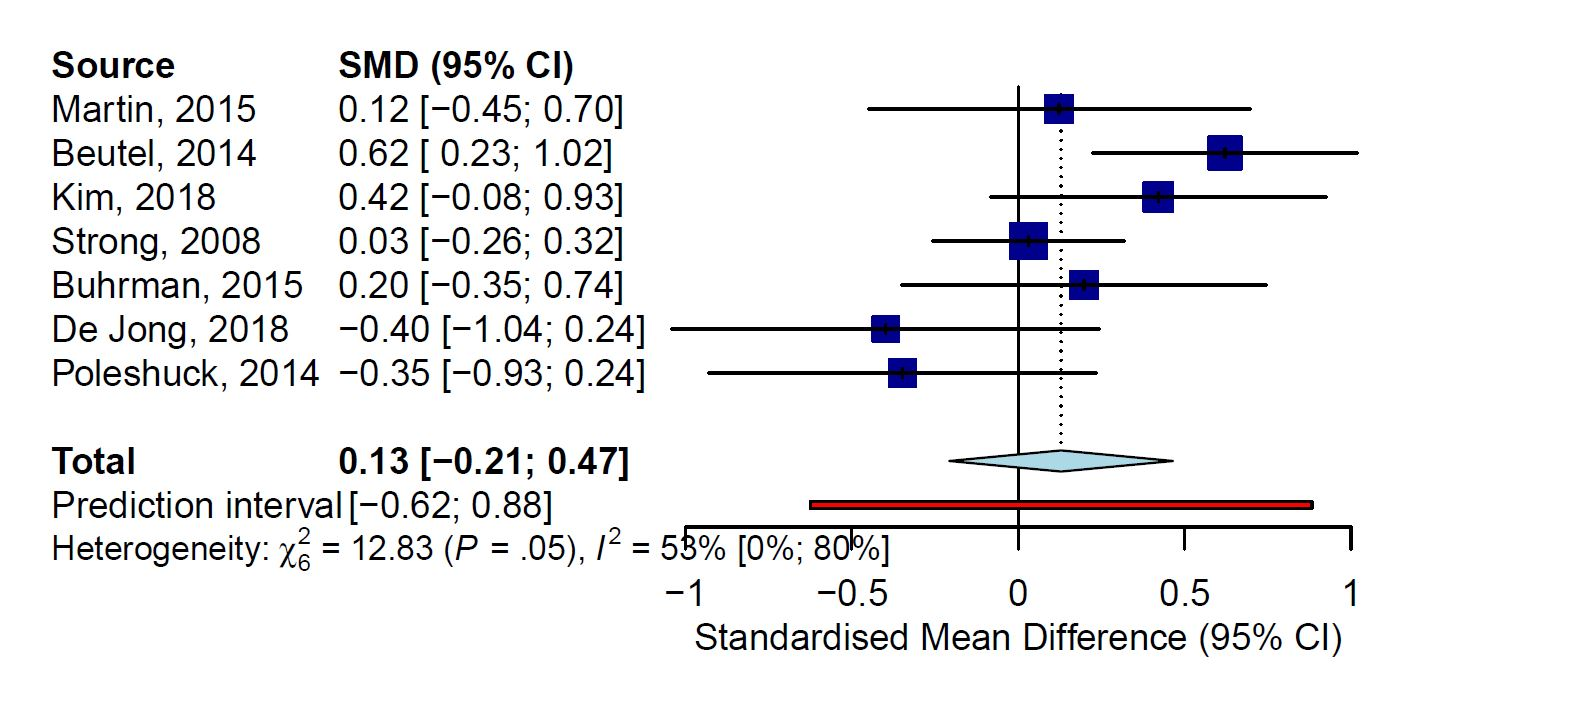 Source SMD (95% CI)
Martin, 2015 0.12 [−0.45; 0.70]
Beutel, 2014 0.62 [ 0.23; 1.02]
Kim, 2018 0.42 [−0.08; 0.93]
Strong, 2008 0.03 [−0.26; 0.32]
Buhrman, 2015 0.20 [−0.35; 0.74]
De Jong, 2018 −0.40 [−1.04; 0.24]
Poleshuck, 2014 −0.35 [−0.93; 0.24]
Total 0.13 [−0.21; 0.47]
Prediction interval [−0.62; 0.88]
Heterogeneity: χ²₆ = 12.83 (P = .05), I² = 53% [0%; 80%]
−1 −0.5 0 0.5 1
Standardised Mean Difference (95% CI)